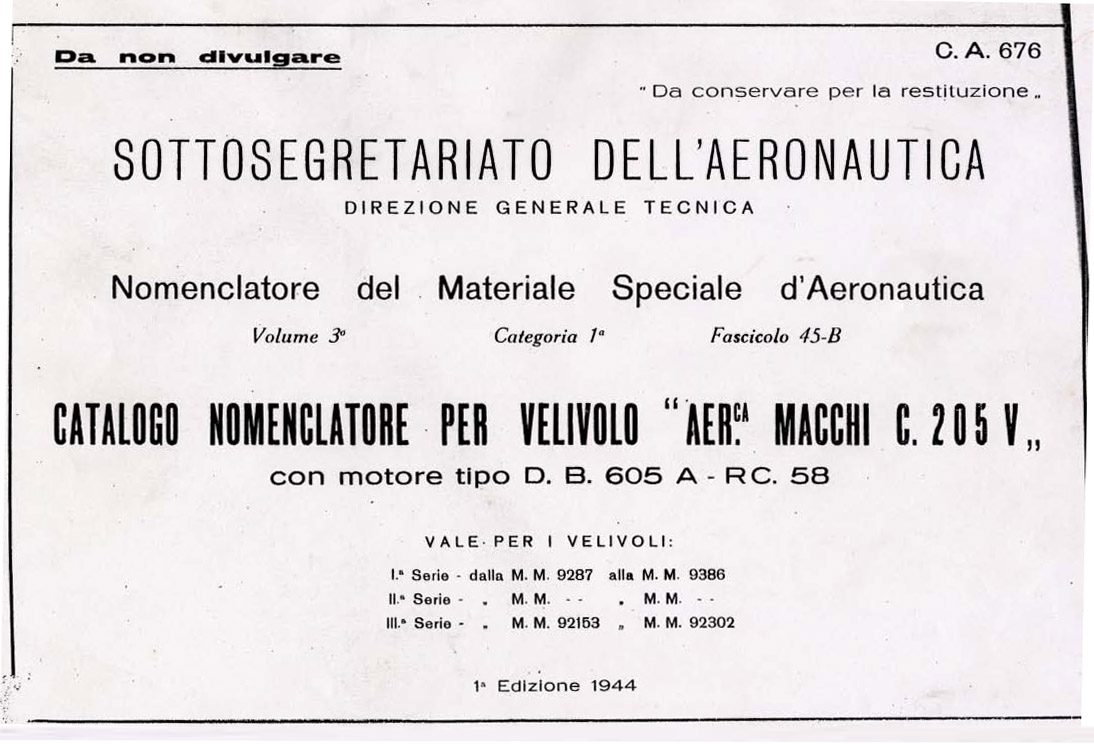 Da non divulgare
C. A. 676
" Da conservare per la restituzione „
SOTTOSEGRETARIATO DELL'AERONAUTICA
DIREZIONE GENERALE TECNICA
Nomenclatore del Materiale Speciale d'Aeronautica
Volume 3º Categoria 1ª Fascicolo 45-B
CATALOGO NOMENCLATORE PER VELIVOLO “AER.CA MACCHI C. 205 V„
con motore tipo D. B. 605 A - RC. 58
VALE PER I VELIVOLI:
I.ª Serie - dalla M. M. 9287 alla M. M. 9386
II.ª Serie - „ M. M. - - „ M. M. - -
III.ª Serie - „ M. M. 92153 „ M. M. 92302
1ª Edizione 1944